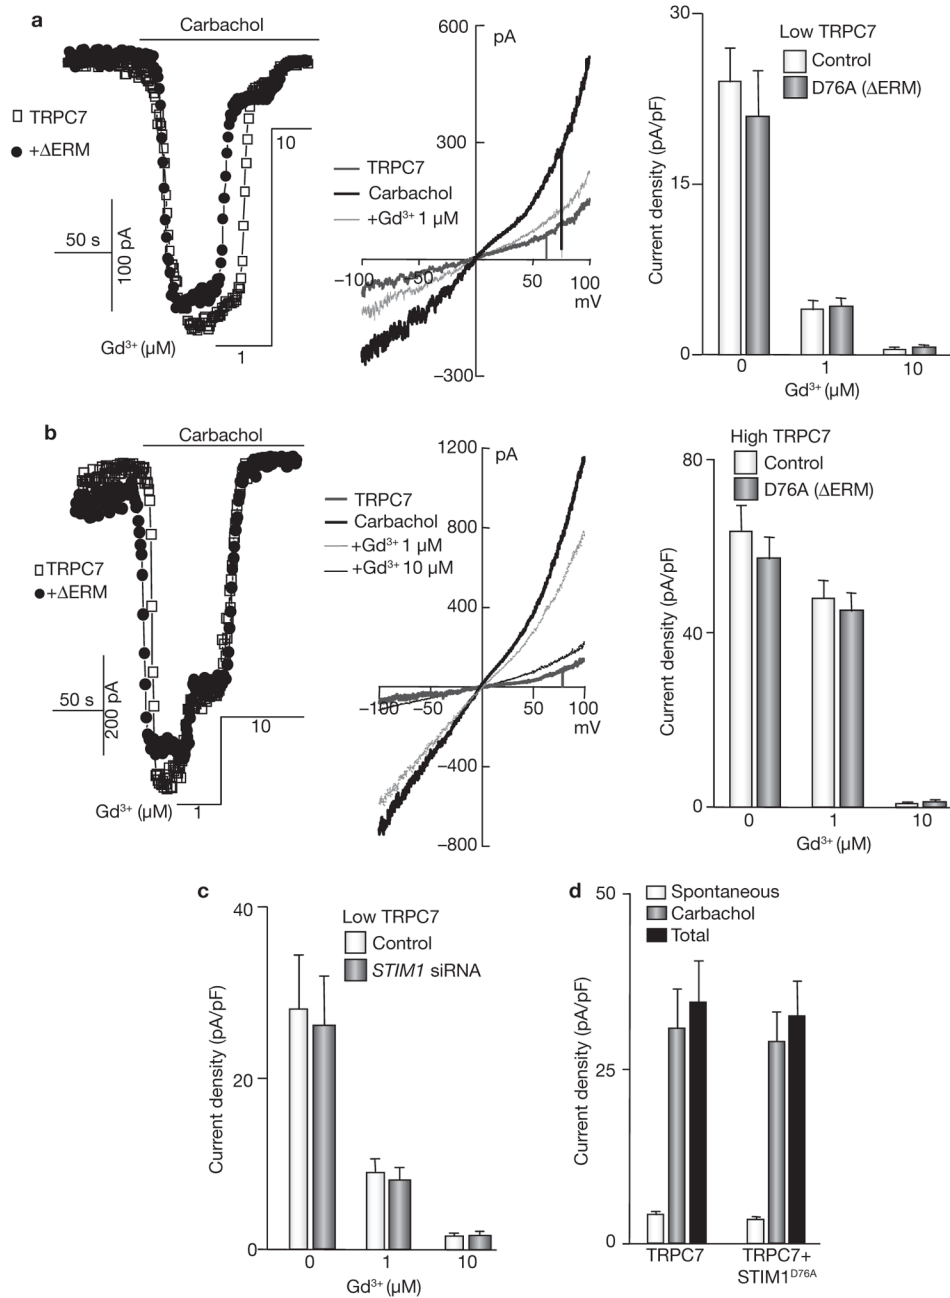 a
Carbachol
TRPC7
+ΔERM
50 s
100 pA
10
Gd³⁺ (μM)
1
600
pA
300
TRPC7
Carbachol
+Gd³⁺ 1 μM
−100
−50
50
100
mV
−300
30
Low TRPC7
Control
D76A (ΔERM)
15
Current density (pA/pF)
0
0
1
10
Gd³⁺ (μM)
b
Carbachol
TRPC7
+ΔERM
50 s
200 pA
10
Gd³⁺ (μM)
1
1200
pA
TRPC7
Carbachol
800
+Gd³⁺ 1 μM
+Gd³⁺ 10 μM
400
−100
−50
50
100
mV
−400
−800
High TRPC7
80
Control
D76A (ΔERM)
Current density (pA/pF)
40
0
0
1
10
Gd³⁺ (μM)
c
40
Low TRPC7
Control
STIM1 siRNA
Current density (pA/pF)
20
0
0
1
10
Gd³⁺ (μM)
d
50
Spontaneous
Carbachol
Total
Current density (pA/pF)
25
0
TRPC7
TRPC7+
STIM1ᴰ⁷⁶ᴬ